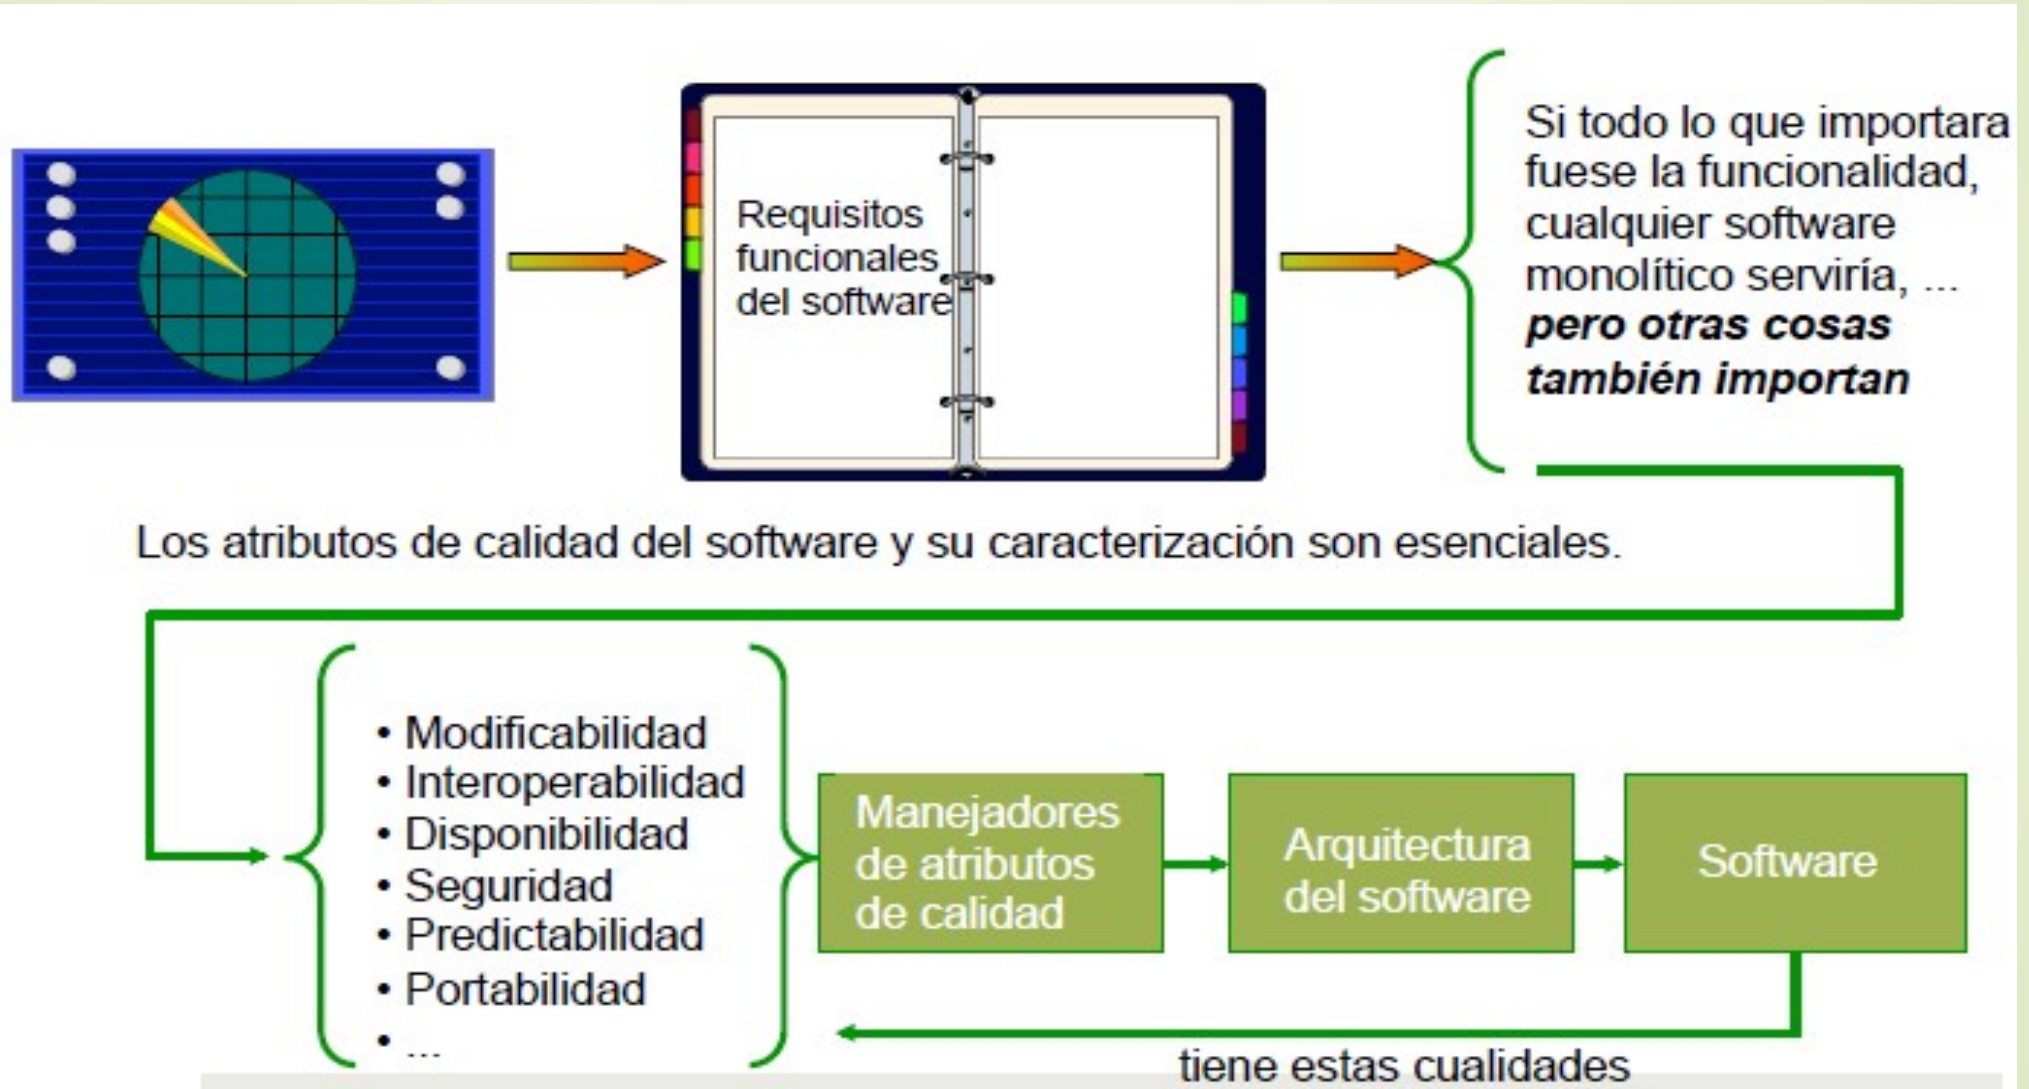 Requisitos
funcionales
del software
Si todo lo que importara
fuese la funcionalidad,
cualquier software
monolítico serviría, ...
pero otras cosas
también importan
Los atributos de calidad del software y su caracterización son esenciales.
• Modificabilidad
• Interoperabilidad
• Disponibilidad
• Seguridad
• Predictabilidad
• Portabilidad
• ...
Manejadores
de atributos
de calidad
Arquitectura
del software
Software
tiene estas cualidades